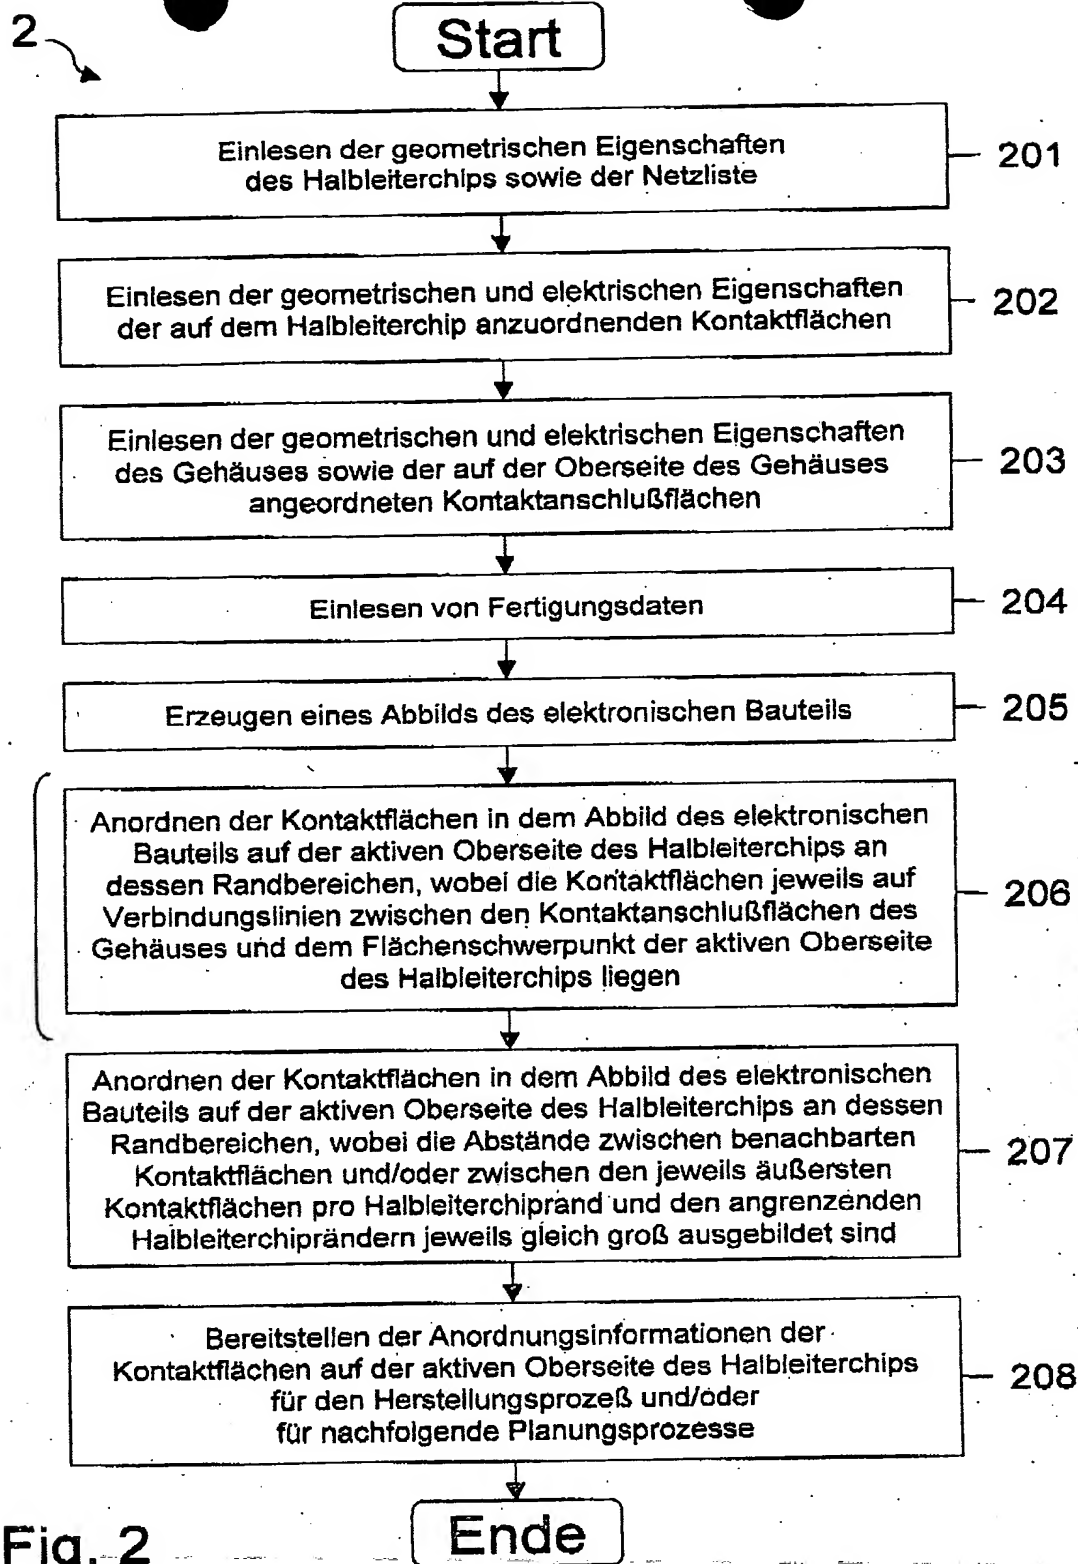 2
Start
Einlesen der geometrischen Eigenschaften
des Halbleiterchips sowie der Netzliste
201
Einlesen der geometrischen und elektrischen Eigenschaften
der auf dem Halbleiterchip anzuordnenden Kontaktflächen
202
Einlesen der geometrischen und elektrischen Eigenschaften
des Gehäuses sowie der auf der Oberseite des Gehäuses
angeordneten Kontaktanschlußflächen
203
Einlesen von Fertigungsdaten
204
Erzeugen eines Abbilds des elektronischen Bauteils
205
Anordnen der Kontaktflächen in dem Abbild des elektronischen
Bauteils auf der aktiven Oberseite des Halbleiterchips an
dessen Randbereichen, wobei die Kontaktflächen jeweils auf
Verbindungslinien zwischen den Kontaktanschlußflächen des
Gehäuses und dem Flächenschwerpunkt der aktiven Oberseite
des Halbleiterchips liegen
206
Anordnen der Kontaktflächen in dem Abbild des elektronischen
Bauteils auf der aktiven Oberseite des Halbleiterchips an dessen
Randbereichen, wobei die Abstände zwischen benachbarten
Kontaktflächen und/oder zwischen den jeweils äußersten
Kontaktflächen pro Halbleiterchiprand und den angrenzenden
Halbleiterchiprändern jeweils gleich groß ausgebildet sind
207
Bereitstellen der Anordnungsinformationen der
Kontaktflächen auf der aktiven Oberseite des Halbleiterchips
für den Herstellungsprozeß und/oder
für nachfolgende Planungsprozesse
208
Ende
Fig. 2